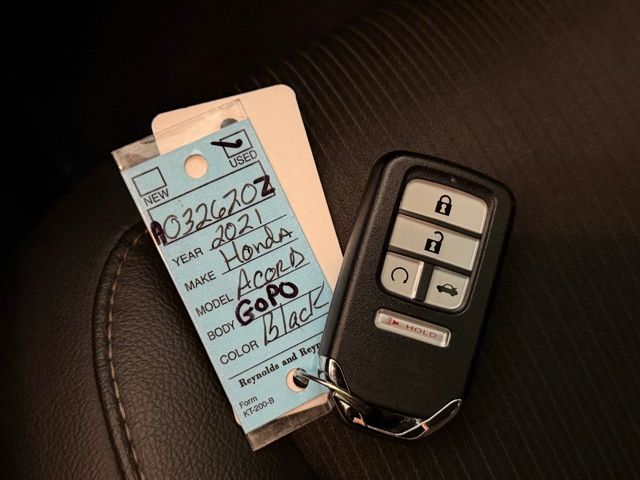 NEW USED
A032620Z
YEAR 2021
MAKE Honda
MODEL Acord
BODY GOPO
COLOR Black
Reynolds and Reyn
Form
KT-200-B
HOLD